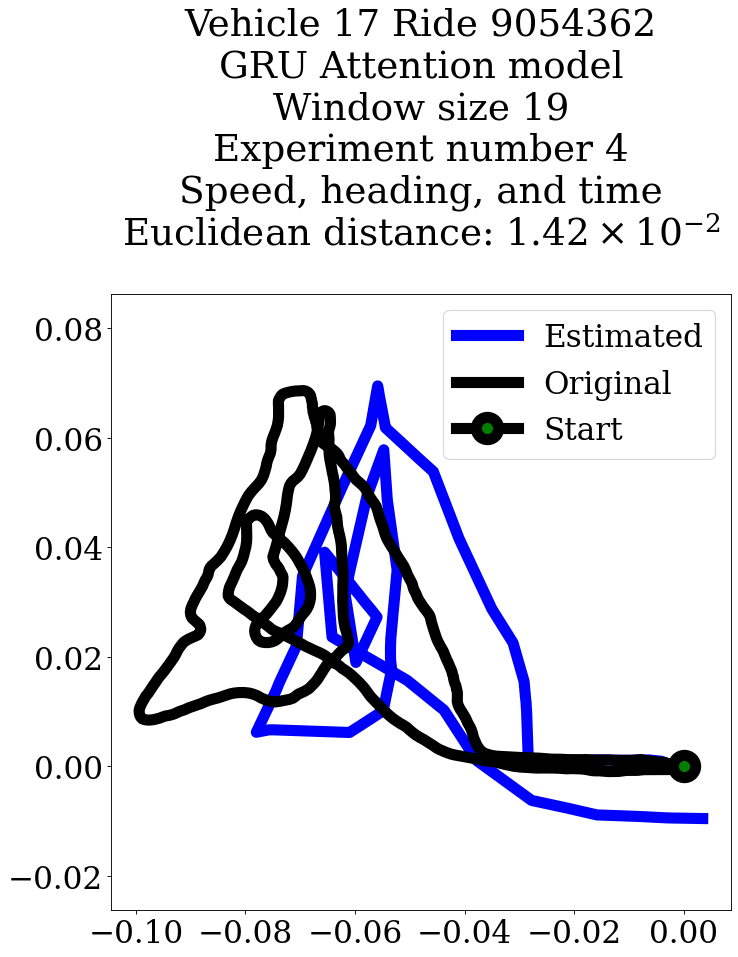 Vehicle 17 Ride 9054362
GRU Attention model
Window size 19
Experiment number 4
Speed, heading, and time
Euclidean distance: 1.42 × 10⁻²
Estimated
Original
Start
0.08
0.06
0.04
0.02
0.00
−0.02
−0.10 −0.08 −0.06 −0.04 −0.02 0.00